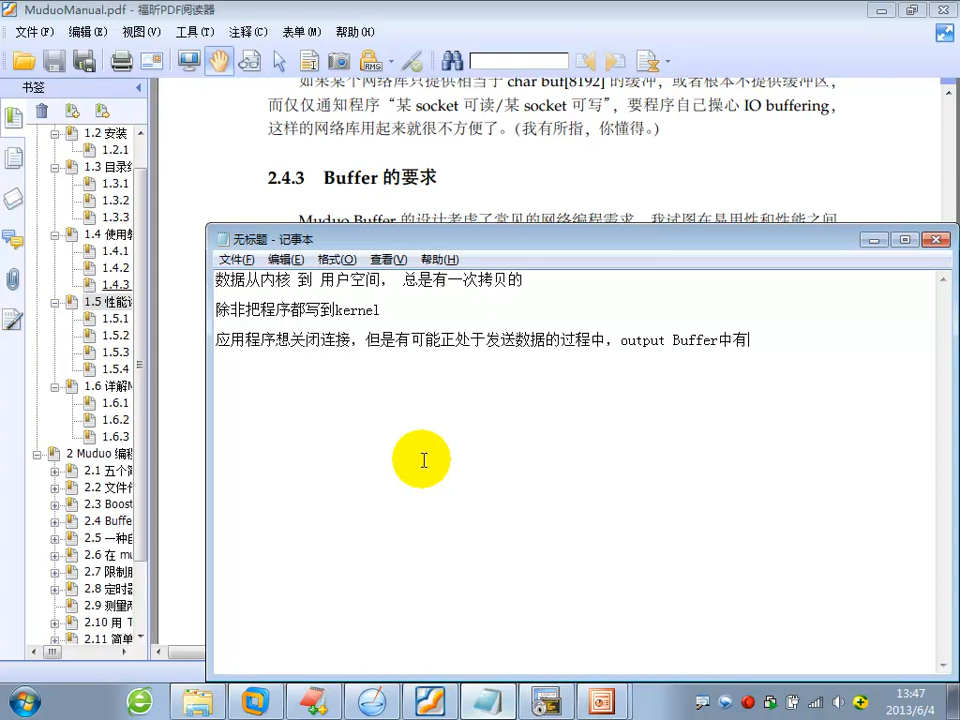 MuduoManual.pdf - 福昕PDF阅读器
文件(F) 编辑(E) 视图(V) 工具(T) 注释(C) 表单(M) 帮助(H)
书签
1.2 安装
1.2.1
1.3 目录结
1.3.1
1.3.2
1.3.3
1.4 使用教
1.4.1
1.4.2
1.4.3
1.5 性能评
1.5.1
1.5.2
1.5.3
1.5.4
1.6 详解M
1.6.1
1.6.2
1.6.3
2 Muduo 编程
2.1 五个简
2.2 文件传
2.3 Boost
2.4 Buffe
2.5 一种自
2.6 在 mu
2.7 限制服
2.8 定时器
2.9 测量两
2.10 用 T
2.11 简单
如果某个网络库只提供相当于 char buf[8192] 的缓冲，或者根本不提供缓冲区，
而仅仅通知程序“某 socket 可读/某 socket 可写”，要程序自己操心 IO buffering，
这样的网络库用起来就很不方便了。（我有所指，你懂得。）
2.4.3 Buffer 的要求
Muduo Buffer 的设计考虑了常见的网络编程需求，我试图在易用性和性能之间
无标题 - 记事本
文件(F) 编辑(E) 格式(O) 查看(V) 帮助(H)
数据从内核 到 用户空间， 总是有一次拷贝的
除非把程序都写到kernel
应用程序想关闭连接，但是有可能正处于发送数据的过程中，output Buffer中有
13:47
2013/6/4